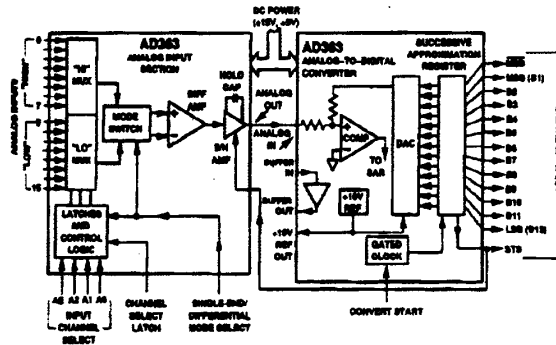 DC POWER
(±15V, +5V)
AD363
ANALOG INPUT
SECTION
AD363
ANALOG-TO-DIGITAL
CONVERTER
SUCCESSIVE
APPROXIMATION
REGISTER
ANALOG INPUTS
"HIGH"
"LOW"
0
7
8
15
"HI"
MUX
"LO"
MUX
MODE
SWITCH
DIFF
AMP
HOLD
CAP
S/H
AMP
ANALOG
OUT
ANALOG
IN
COMP
TO
SAR
DAC
BUFFER
IN
BUFFER
OUT
+10V
REF
+10V
REF
OUT
GATED
CLOCK
MSB
MSB (B1)
B2
B3
B4
B5
B6
B7
B8
B9
B10
B11
LSB (B12)
STS
LATCHES
AND
CONTROL
LOGIC
A2 A1 A0
INPUT
CHANNEL
SELECT
CHANNEL
SELECT
LATCH
SINGLE-END/
DIFFERENTIAL
MODE SELECT
CONVERT START